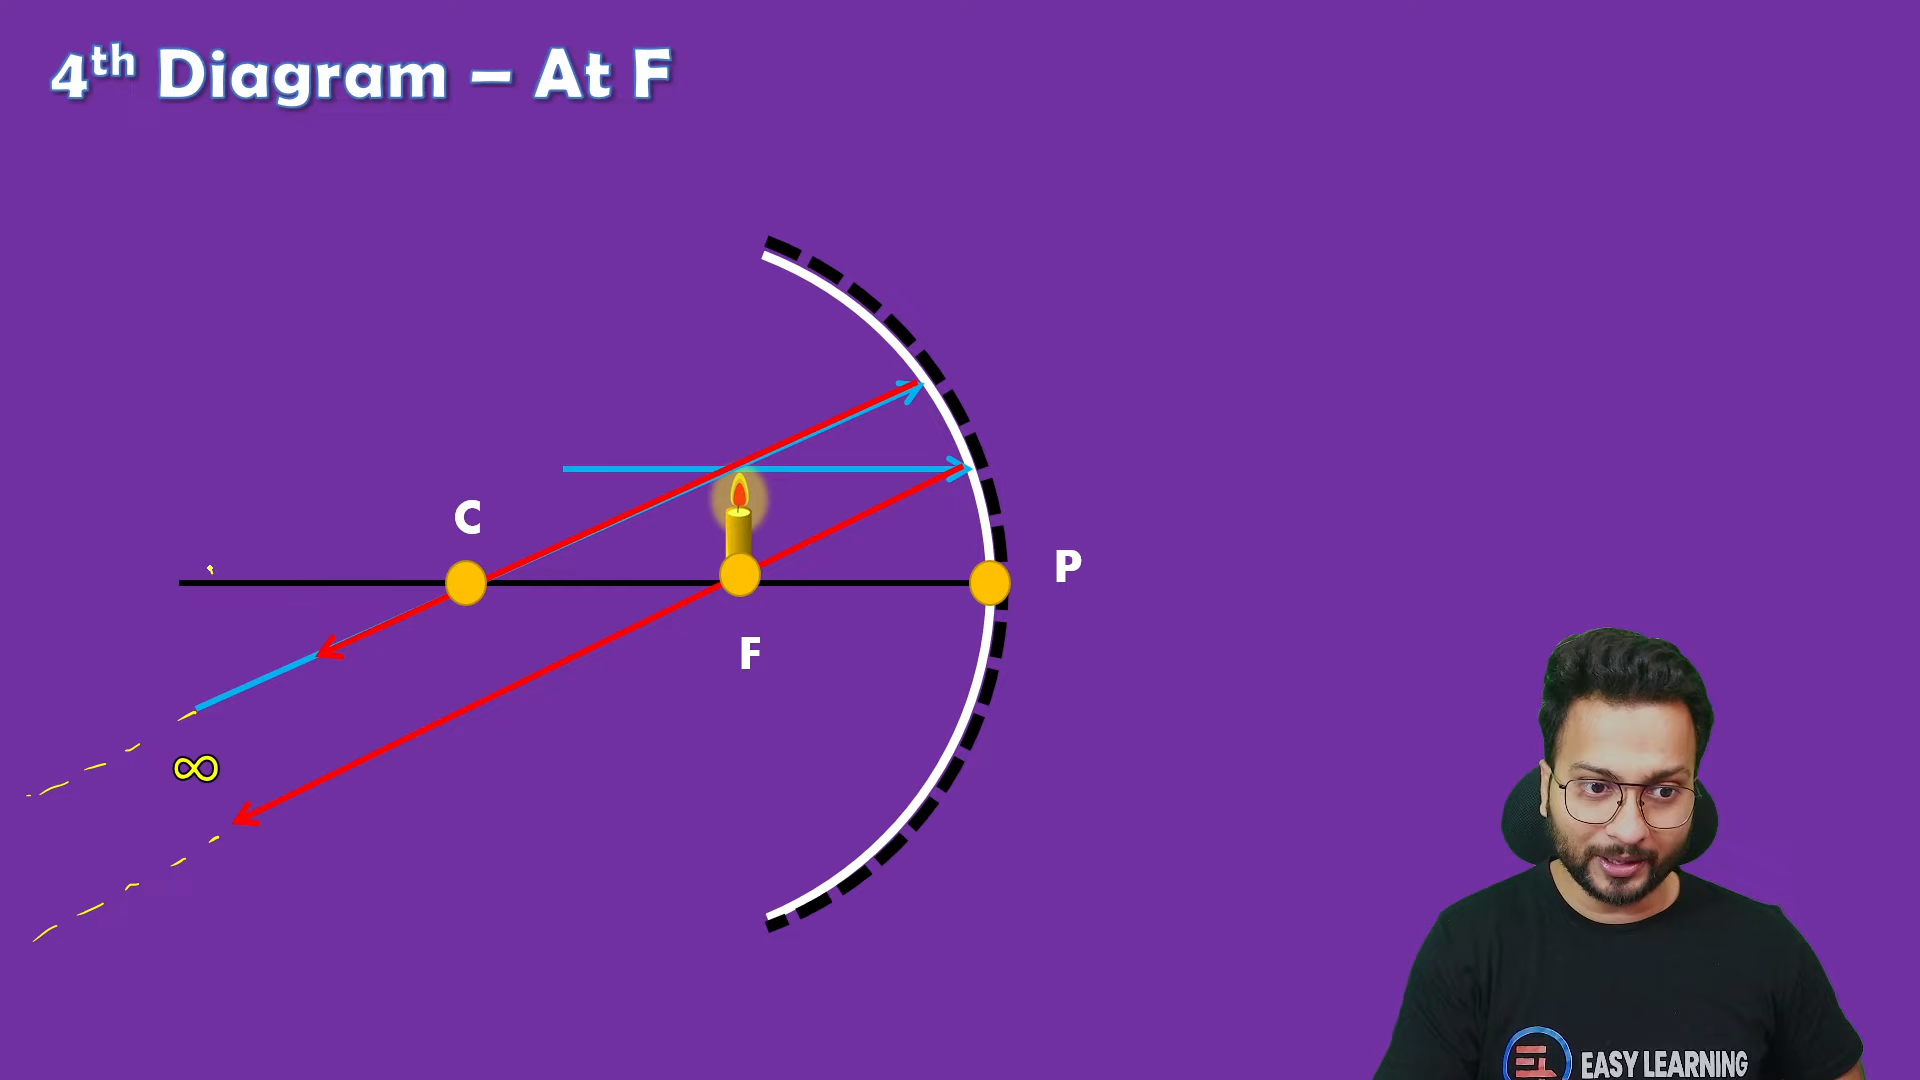 4th Diagram – At F
C
P
F
∞
EASY LEARNING